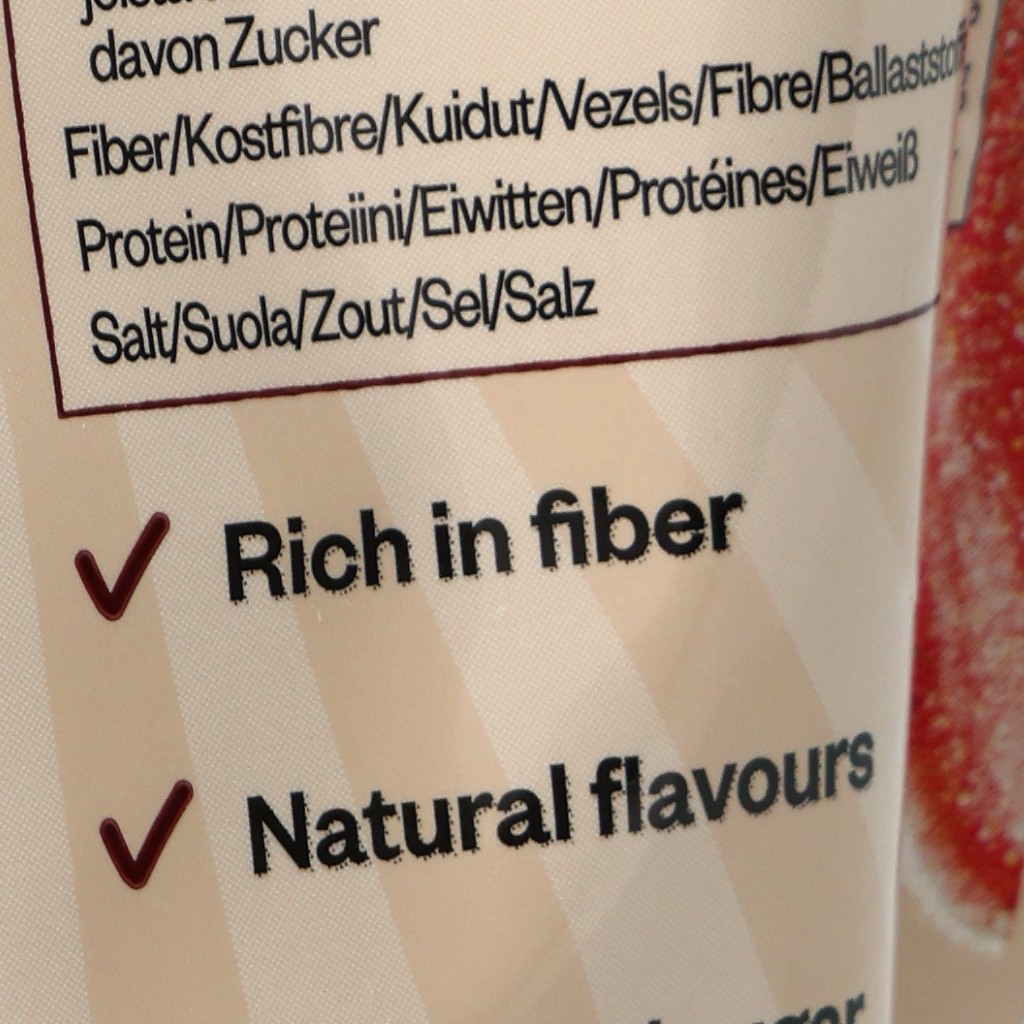 davon Zucker
Fiber/Kostfibre/Kuidut/Vezels/Fibre/Ballaststoff
Protein/Proteiini/Eiwitten/Protéines/Eiweiß
Salt/Suola/Zout/Sel/Salz
Rich in fiber
Natural flavours